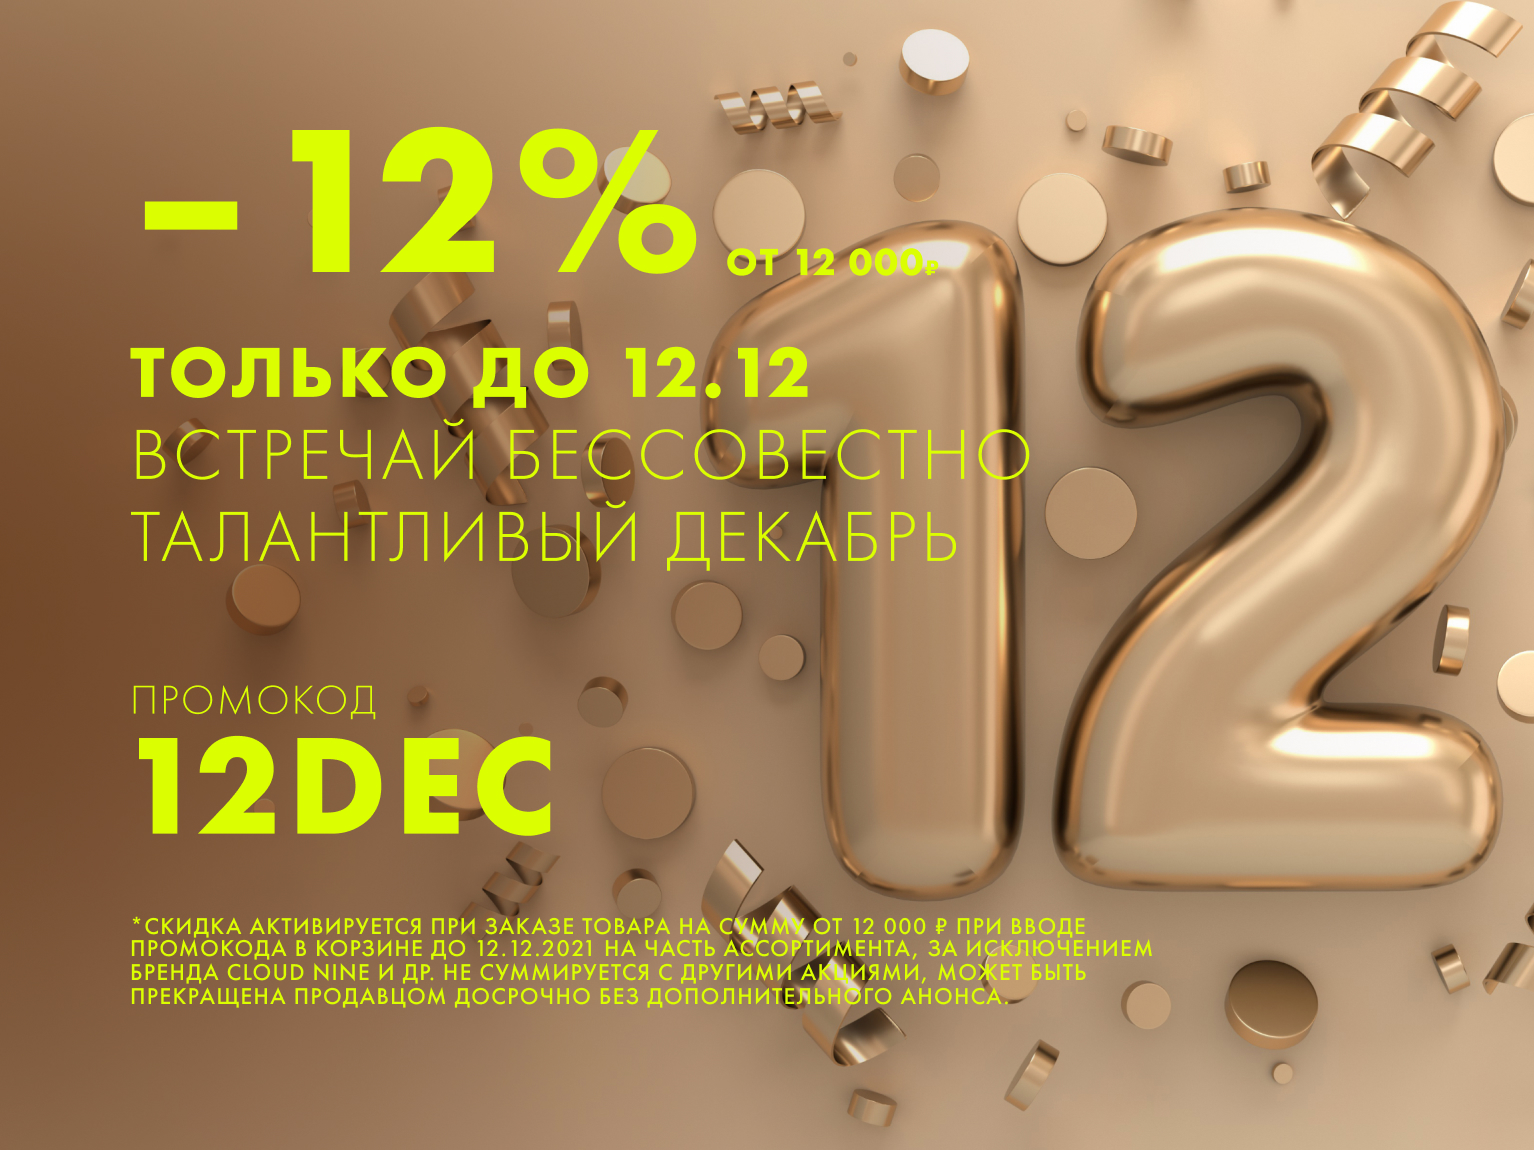 –12% ОТ 12 000₽
ТОЛЬКО ДО 12.12
ВСТРЕЧАЙ БЕССОВЕСТНО
ТАЛАНТЛИВЫЙ ДЕКАБРЬ
ПРОМОКОД
12DEC
*СКИДКА АКТИВИРУЕТСЯ ПРИ ЗАКАЗЕ ТОВАРА НА СУММУ ОТ 12 000 ₽ ПРИ ВВОДЕ
ПРОМОКОДА В КОРЗИНЕ ДО 12.12.2021 НА ЧАСТЬ АССОРТИМЕНТА, ЗА ИСКЛЮЧЕНИЕМ
БРЕНДА CLOUD NINE И ДР. НЕ СУММИРУЕТСЯ С ДРУГИМИ АКЦИЯМИ, МОЖЕТ БЫТЬ
ПРЕКРАЩЕНА ПРОДАВЦОМ ДОСРОЧНО БЕЗ ДОПОЛНИТЕЛЬНОГО АНОНСА.
12